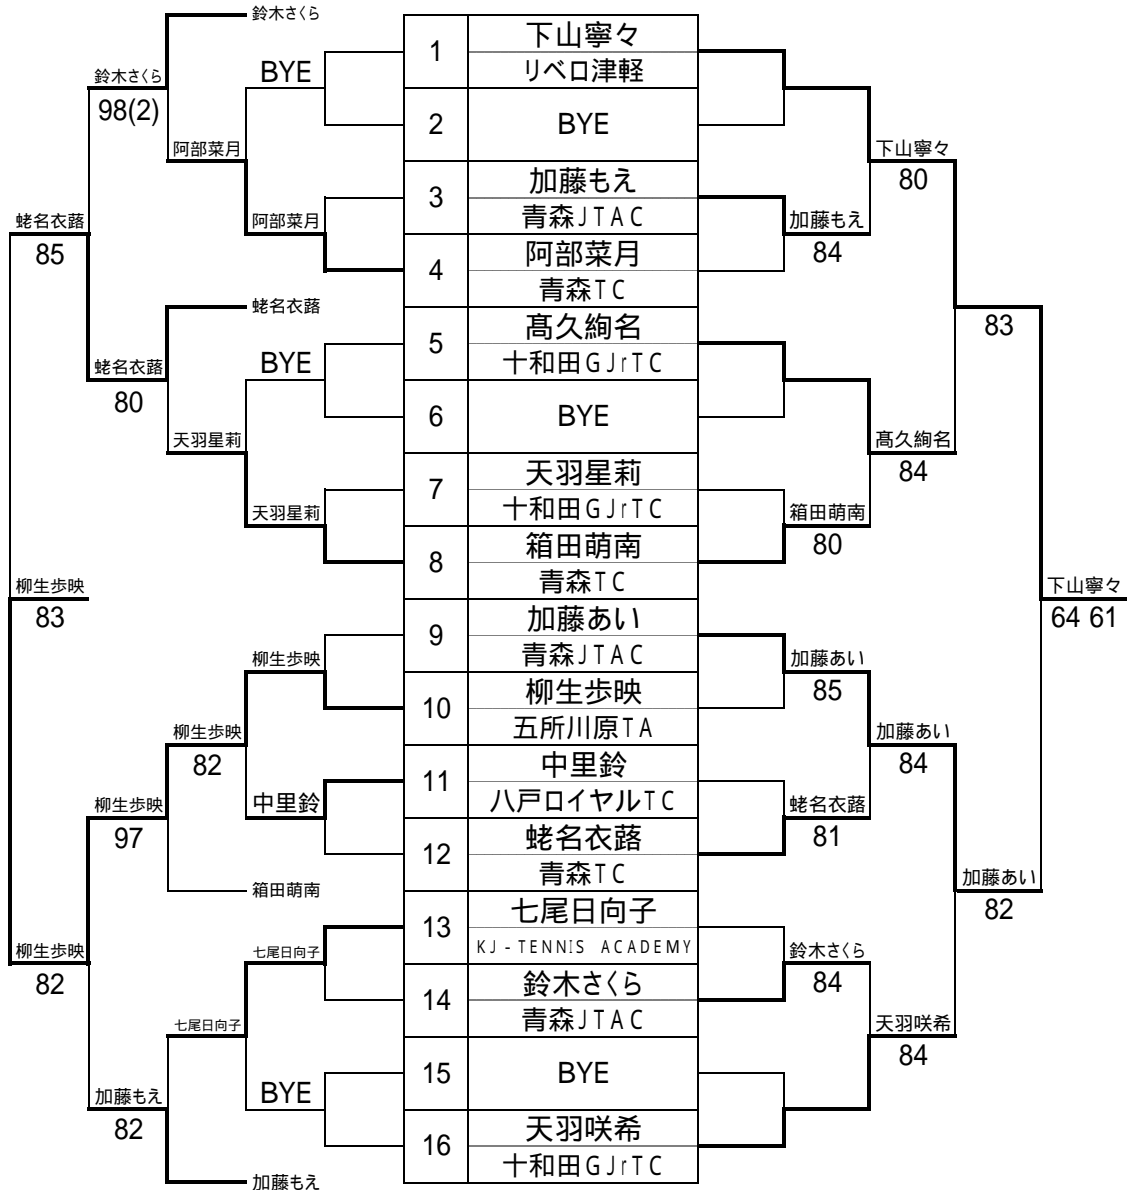 鈴木さくら
1 下山寧々
リベロ津軽
BYE
鈴木さくら
98(2)
2 BYE
阿部菜月
下山寧々
80
3 加藤もえ
青森JTAC
蛯名衣蕗
85
阿部菜月
加藤もえ
84
4 阿部菜月
青森TC
蛯名衣蕗
5 髙久絢名
十和田GJrTC
83
BYE
蛯名衣蕗
80
6 BYE
天羽星莉
髙久絢名
84
7 天羽星莉
十和田GJrTC
天羽星莉
箱田萌南
80
8 箱田萌南
青森TC
柳生歩映
83
下山寧々
64 61
9 加藤あい
青森JTAC
柳生歩映
加藤あい
85
10 柳生歩映
五所川原TA
柳生歩映
82
加藤あい
84
11 中里鈴
八戸ロイヤルTC
柳生歩映
97
中里鈴
蛯名衣蕗
81
12 蛯名衣蕗
青森TC
箱田萌南
加藤あい
82
13 七尾日向子
KJ-TENNIS ACADEMY
柳生歩映
82
七尾日向子
鈴木さくら
84
14 鈴木さくら
青森JTAC
七尾日向子
天羽咲希
84
15 BYE
加藤もえ
82
BYE
16 天羽咲希
十和田GJrTC
加藤もえ